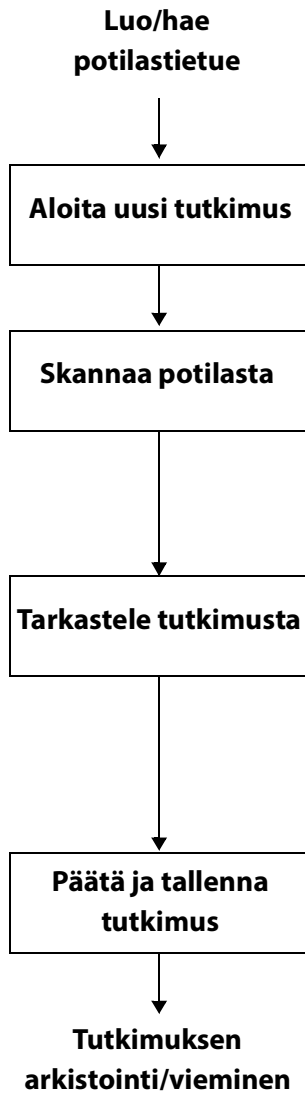 Luo/hae
potilastietue
Aloita uusi tutkimus
Skannaa potilasta
Tarkastele tutkimusta
Päätä ja tallenna
tutkimus
Tutkimuksen
arkistointi/vieminen